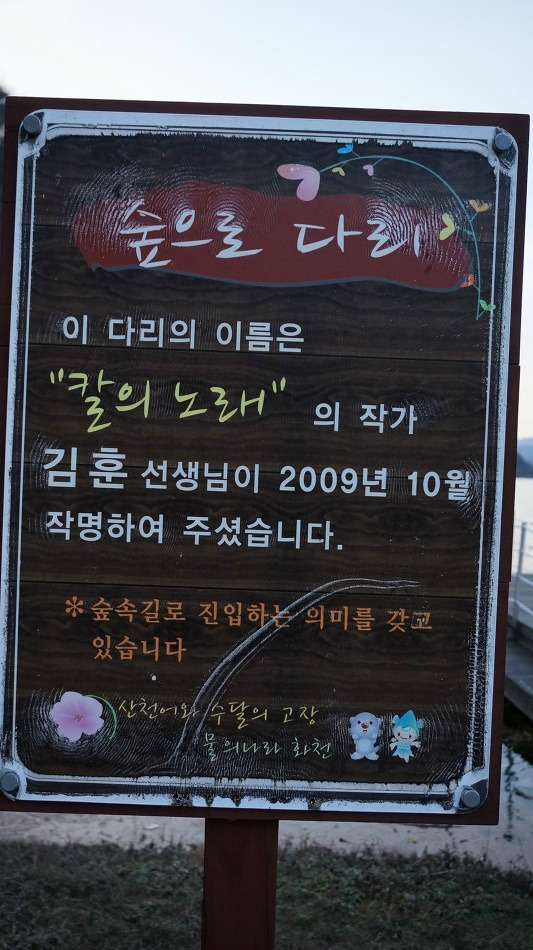 숲으로 다리
이 다리의 이름은
"칼의 노래" 의 작가
김훈 선생님이 2009년 10월
작명하여 주셨습니다.
※숲속길로 진입하는 의미를 갖고
있습니다
산천어와 수달의 고장
물의나라 화천